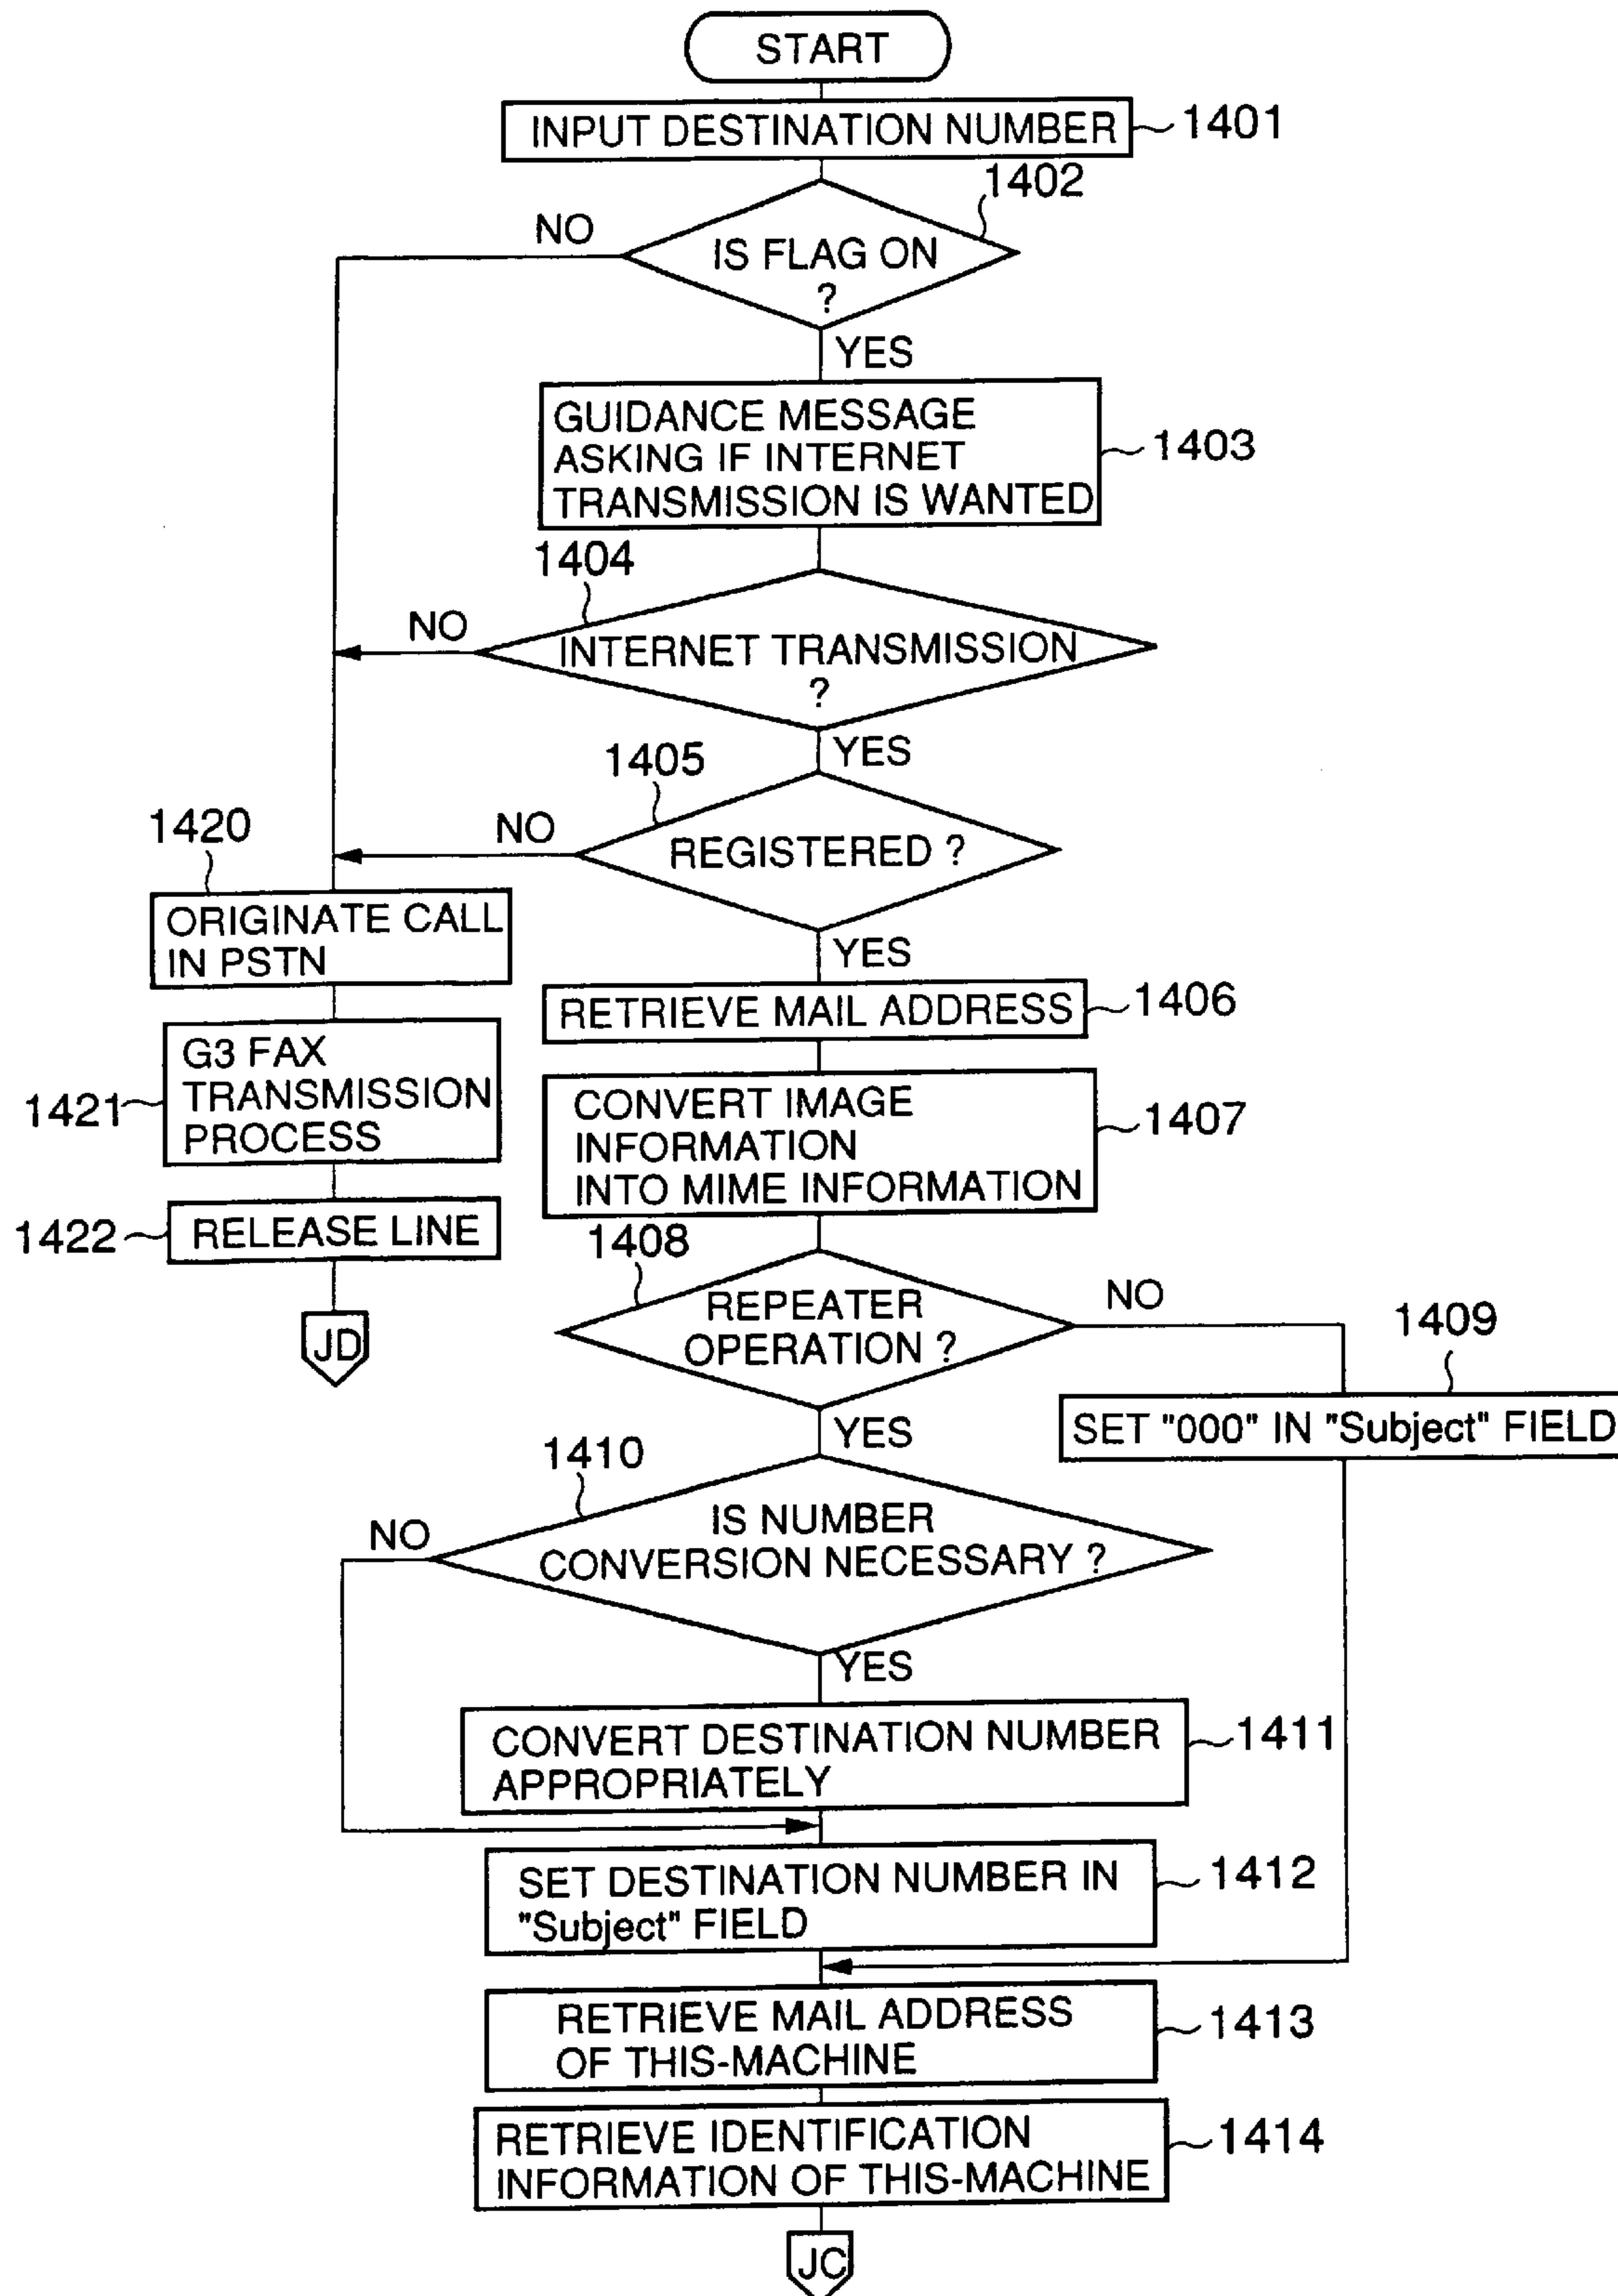 START
INPUT DESTINATION NUMBER
1401
1402
NO
IS FLAG ON
?
YES
GUIDANCE MESSAGE
ASKING IF INTERNET
TRANSMISSION IS WANTED
1403
1404
NO
INTERNET TRANSMISSION
?
YES
1405
NO
REGISTERED ?
YES
1420
ORIGINATE CALL
IN PSTN
RETRIEVE MAIL ADDRESS
1406
1421
G3 FAX
TRANSMISSION
PROCESS
CONVERT IMAGE
INFORMATION
INTO MIME INFORMATION
1407
1422
RELEASE LINE
JD
1408
REPEATER
OPERATION ?
NO
1409
SET "000" IN "Subject" FIELD
YES
1410
NO
IS NUMBER
CONVERSION NECESSARY ?
YES
CONVERT DESTINATION NUMBER
APPROPRIATELY
1411
SET DESTINATION NUMBER IN
"Subject" FIELD
1412
RETRIEVE MAIL ADDRESS
OF THIS-MACHINE
1413
RETRIEVE IDENTIFICATION
INFORMATION OF THIS-MACHINE
1414
JC